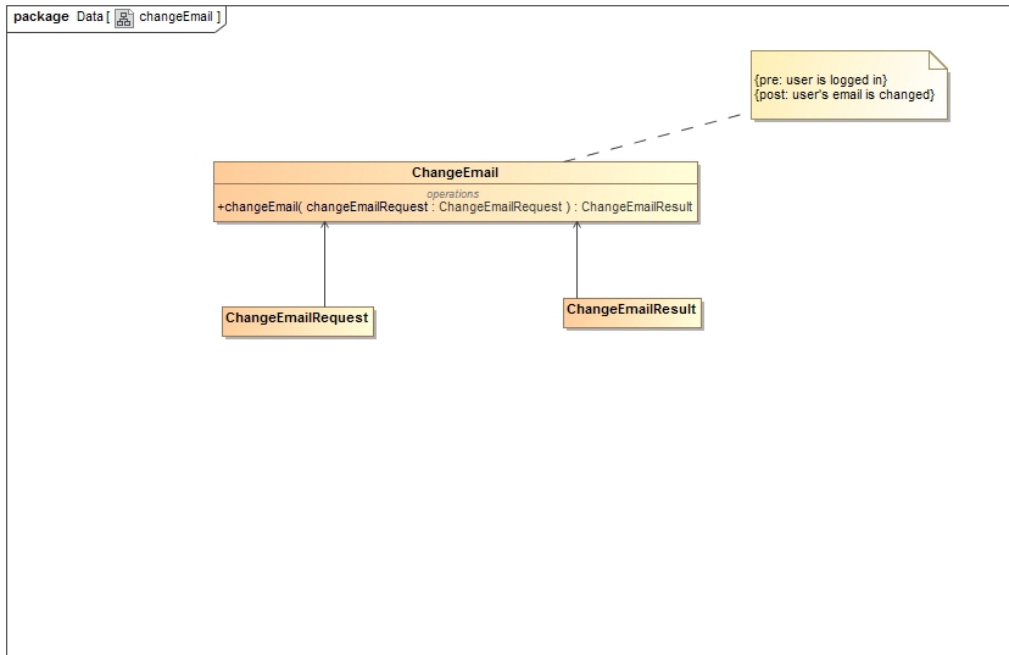 package Data [ changeEmail ]
{pre: user is logged in}
{post: user's email is changed}
ChangeEmail
operations
+changeEmail( changeEmailRequest : ChangeEmailRequest ) : ChangeEmailResult
ChangeEmailRequest
ChangeEmailResult